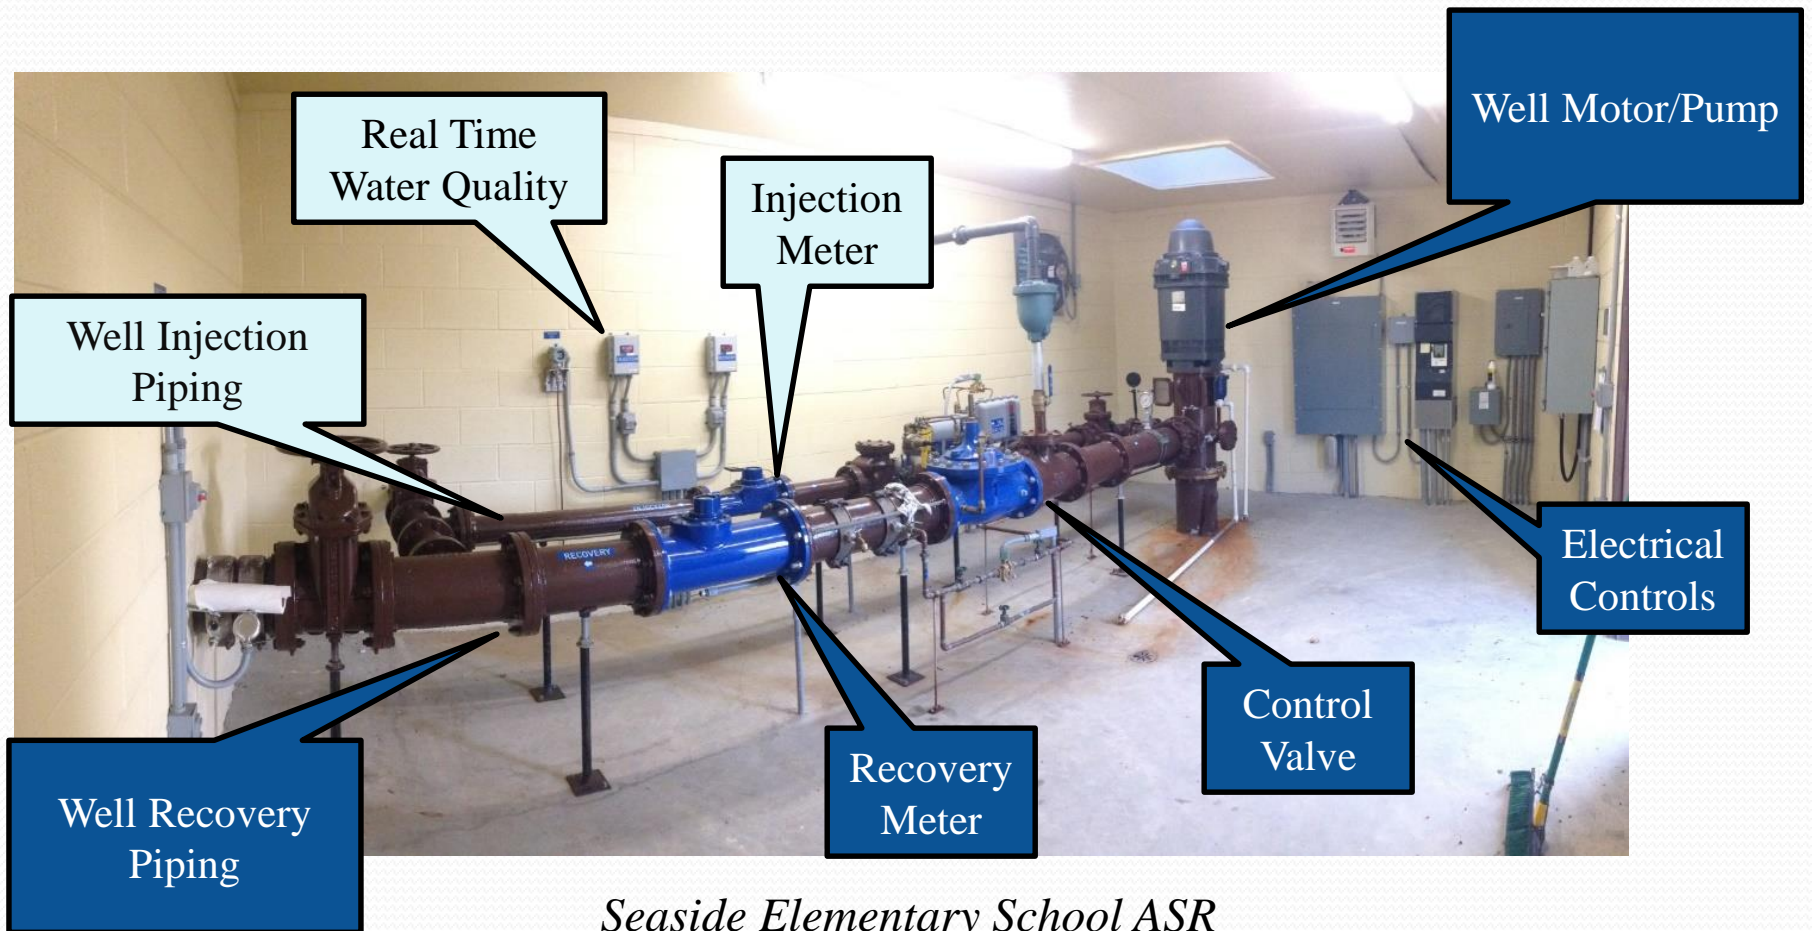 Well Motor/Pump
Real Time
Water Quality
Injection
Meter
Well Injection
Piping
RECOVERY
Electrical
Controls
Control
Valve
Recovery
Meter
Well Recovery
Piping
Seaside Elementary School ASR